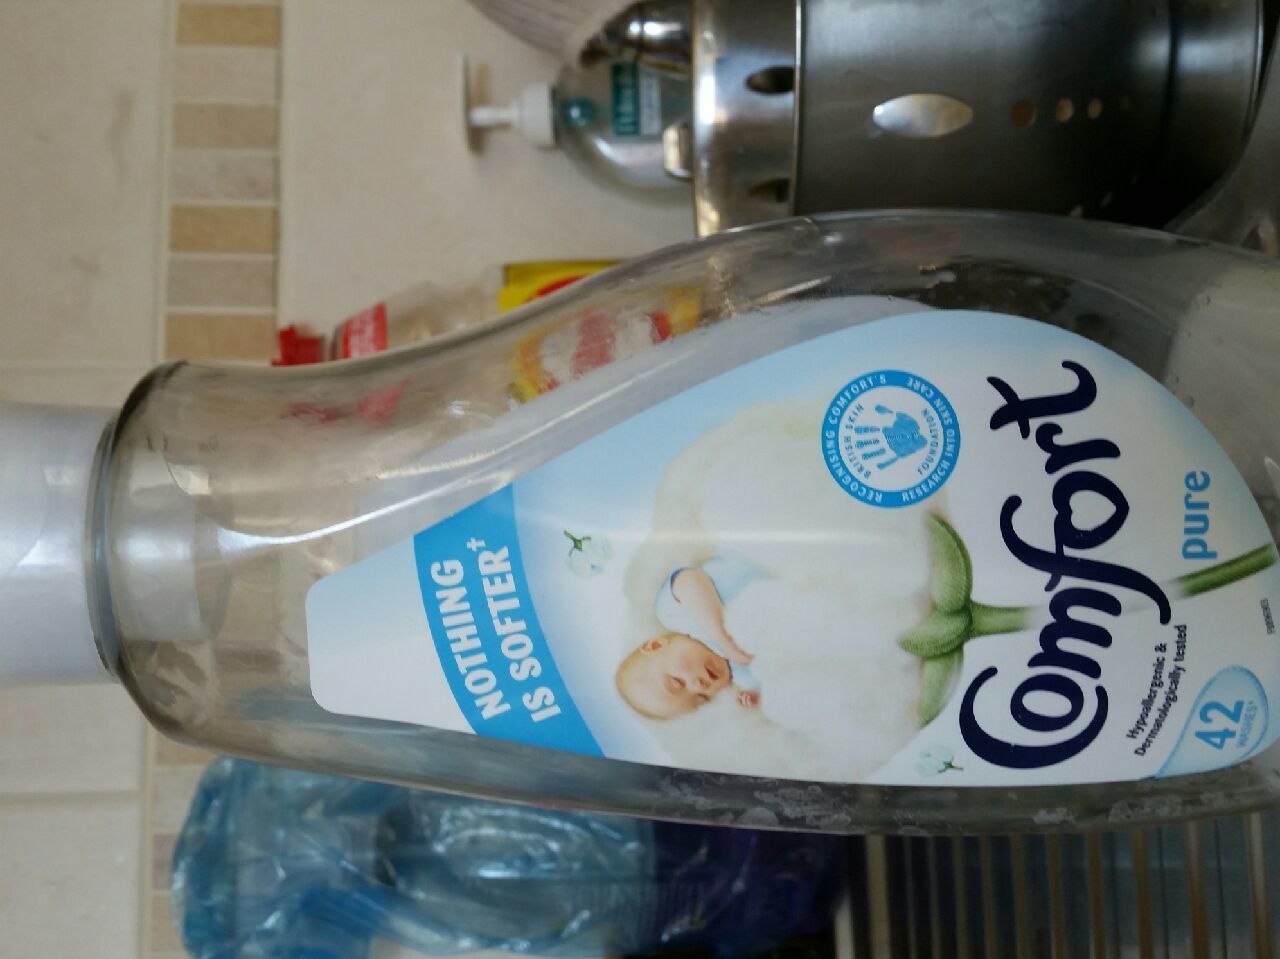 NOTHING
IS SOFTER†
RECOGNISING COMFORT'S
RESEARCH INTO SKIN CARE
BRITISH SKIN
FOUNDATION
Comfort
pure
Hypoallergenic &
Dermatologically tested
42
WASHES*